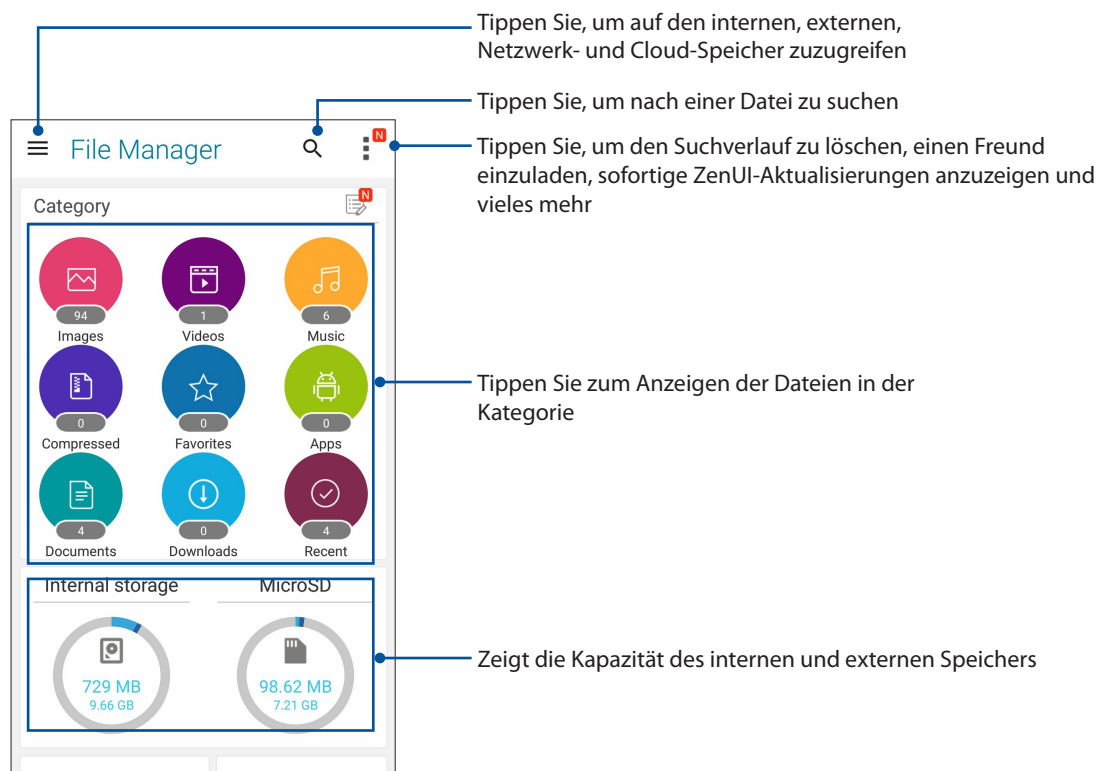 Tippen Sie, um auf den internen, externen,
Netzwerk- und Cloud-Speicher zuzugreifen
Tippen Sie, um nach einer Datei zu suchen
Tippen Sie, um den Suchverlauf zu löschen, einen Freund
einzuladen, sofortige ZenUI-Aktualisierungen anzuzeigen und
vieles mehr
File Manager
N
Category
N
94
1
6
Images
Videos
Music
0
0
0
Compressed
Favorites
Apps
Tippen Sie zum Anzeigen der Dateien in der
Kategorie
4
0
4
Documents
Downloads
Recent
Internal storage
MicroSD
729 MB
9.66 GB
98.62 MB
7.21 GB
Zeigt die Kapazität des internen und externen Speichers